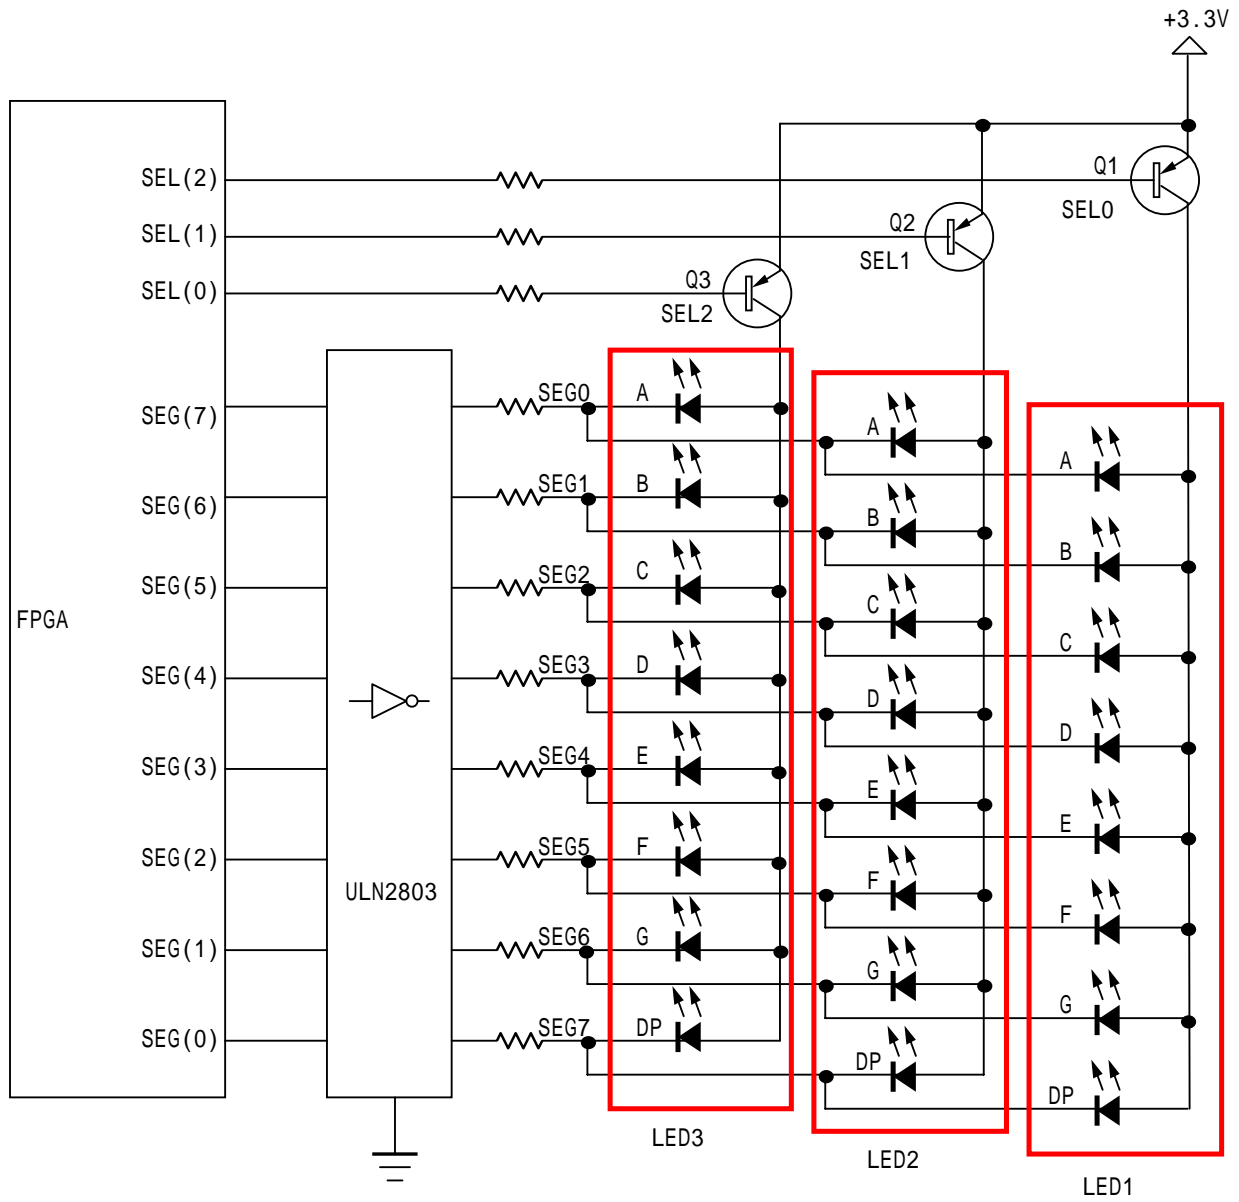 +3.3V
SEL(2)
Q1
SEL0
SEL(1)
Q2
SEL1
SEL(0)
Q3
SEL2
FPGA
SEG(7)
SEG(6)
SEG(5)
SEG(4)
SEG(3)
SEG(2)
SEG(1)
SEG(0)
ULN2803
SEG0
SEG1
SEG2
SEG3
SEG4
SEG5
SEG6
SEG7
A
B
C
D
E
F
G
DP
LED3
A
B
C
D
E
F
G
DP
LED2
A
B
C
D
E
F
G
DP
LED1